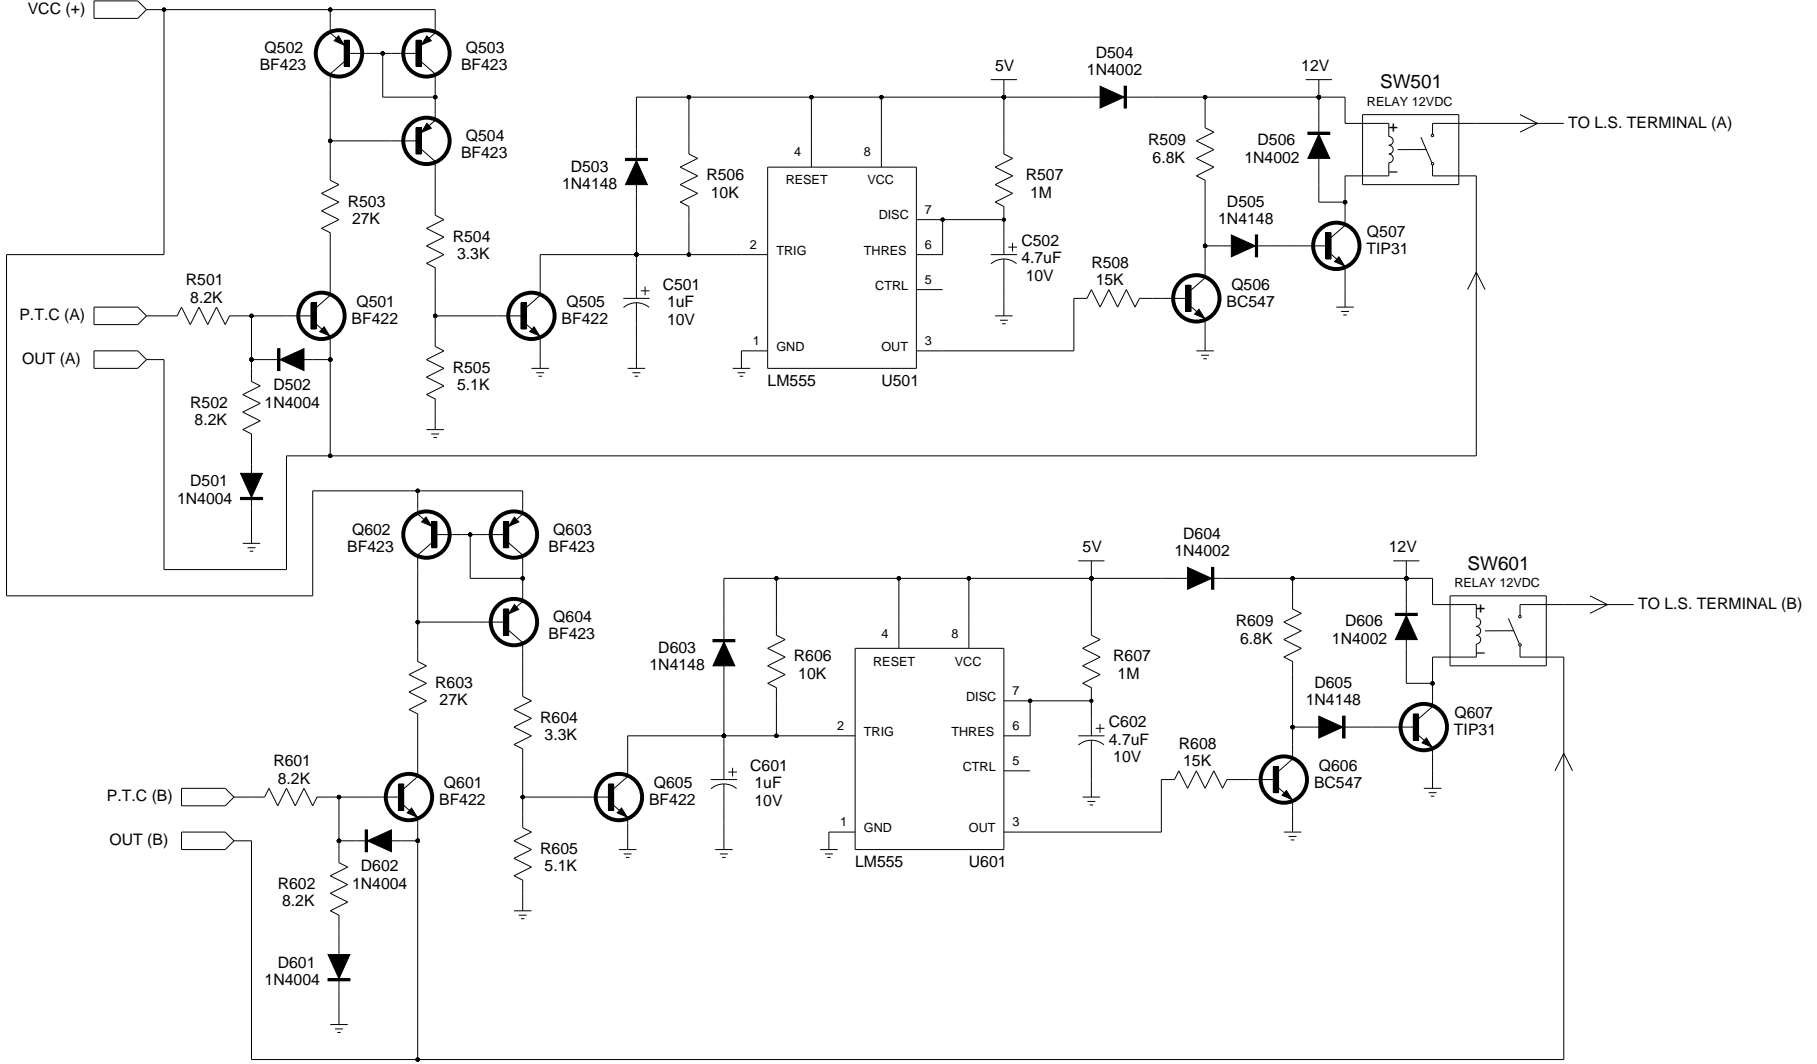 VCC (+)
Q502
BF423
Q503
BF423
Q504
BF423
R503
27K
R504
3.3K
R501
8.2K
P.T.C (A)
OUT (A)
Q501
BF422
D502
1N4004
R502
8.2K
D501
1N4004
R505
5.1K
Q505
BF422
D503
1N4148
R506
10K
C501
+
1uF
10V
4
8
RESET
VCC
DISC
7
2
TRIG
THRES
6
CTRL
5
1
GND
OUT
3
LM555
U501
5V
R507
1M
C502
+
4.7uF
10V
D504
1N4002
R508
15K
R509
6.8K
D505
1N4148
Q506
BC547
12V
D506
1N4002
Q507
TIP31
SW501
RELAY 12VDC
+
−
TO L.S. TERMINAL (A)
Q602
BF423
Q603
BF423
Q604
BF423
R603
27K
R604
3.3K
R601
8.2K
P.T.C (B)
OUT (B)
Q601
BF422
D602
1N4004
R602
8.2K
D601
1N4004
R605
5.1K
Q605
BF422
D603
1N4148
R606
10K
C601
+
1uF
10V
4
8
RESET
VCC
DISC
7
2
TRIG
THRES
6
CTRL
5
1
GND
OUT
3
LM555
U601
5V
R607
1M
C602
+
4.7uF
10V
D604
1N4002
R608
15K
R609
6.8K
D605
1N4148
Q606
BC547
12V
D606
1N4002
Q607
TIP31
SW601
RELAY 12VDC
+
−
TO L.S. TERMINAL (B)